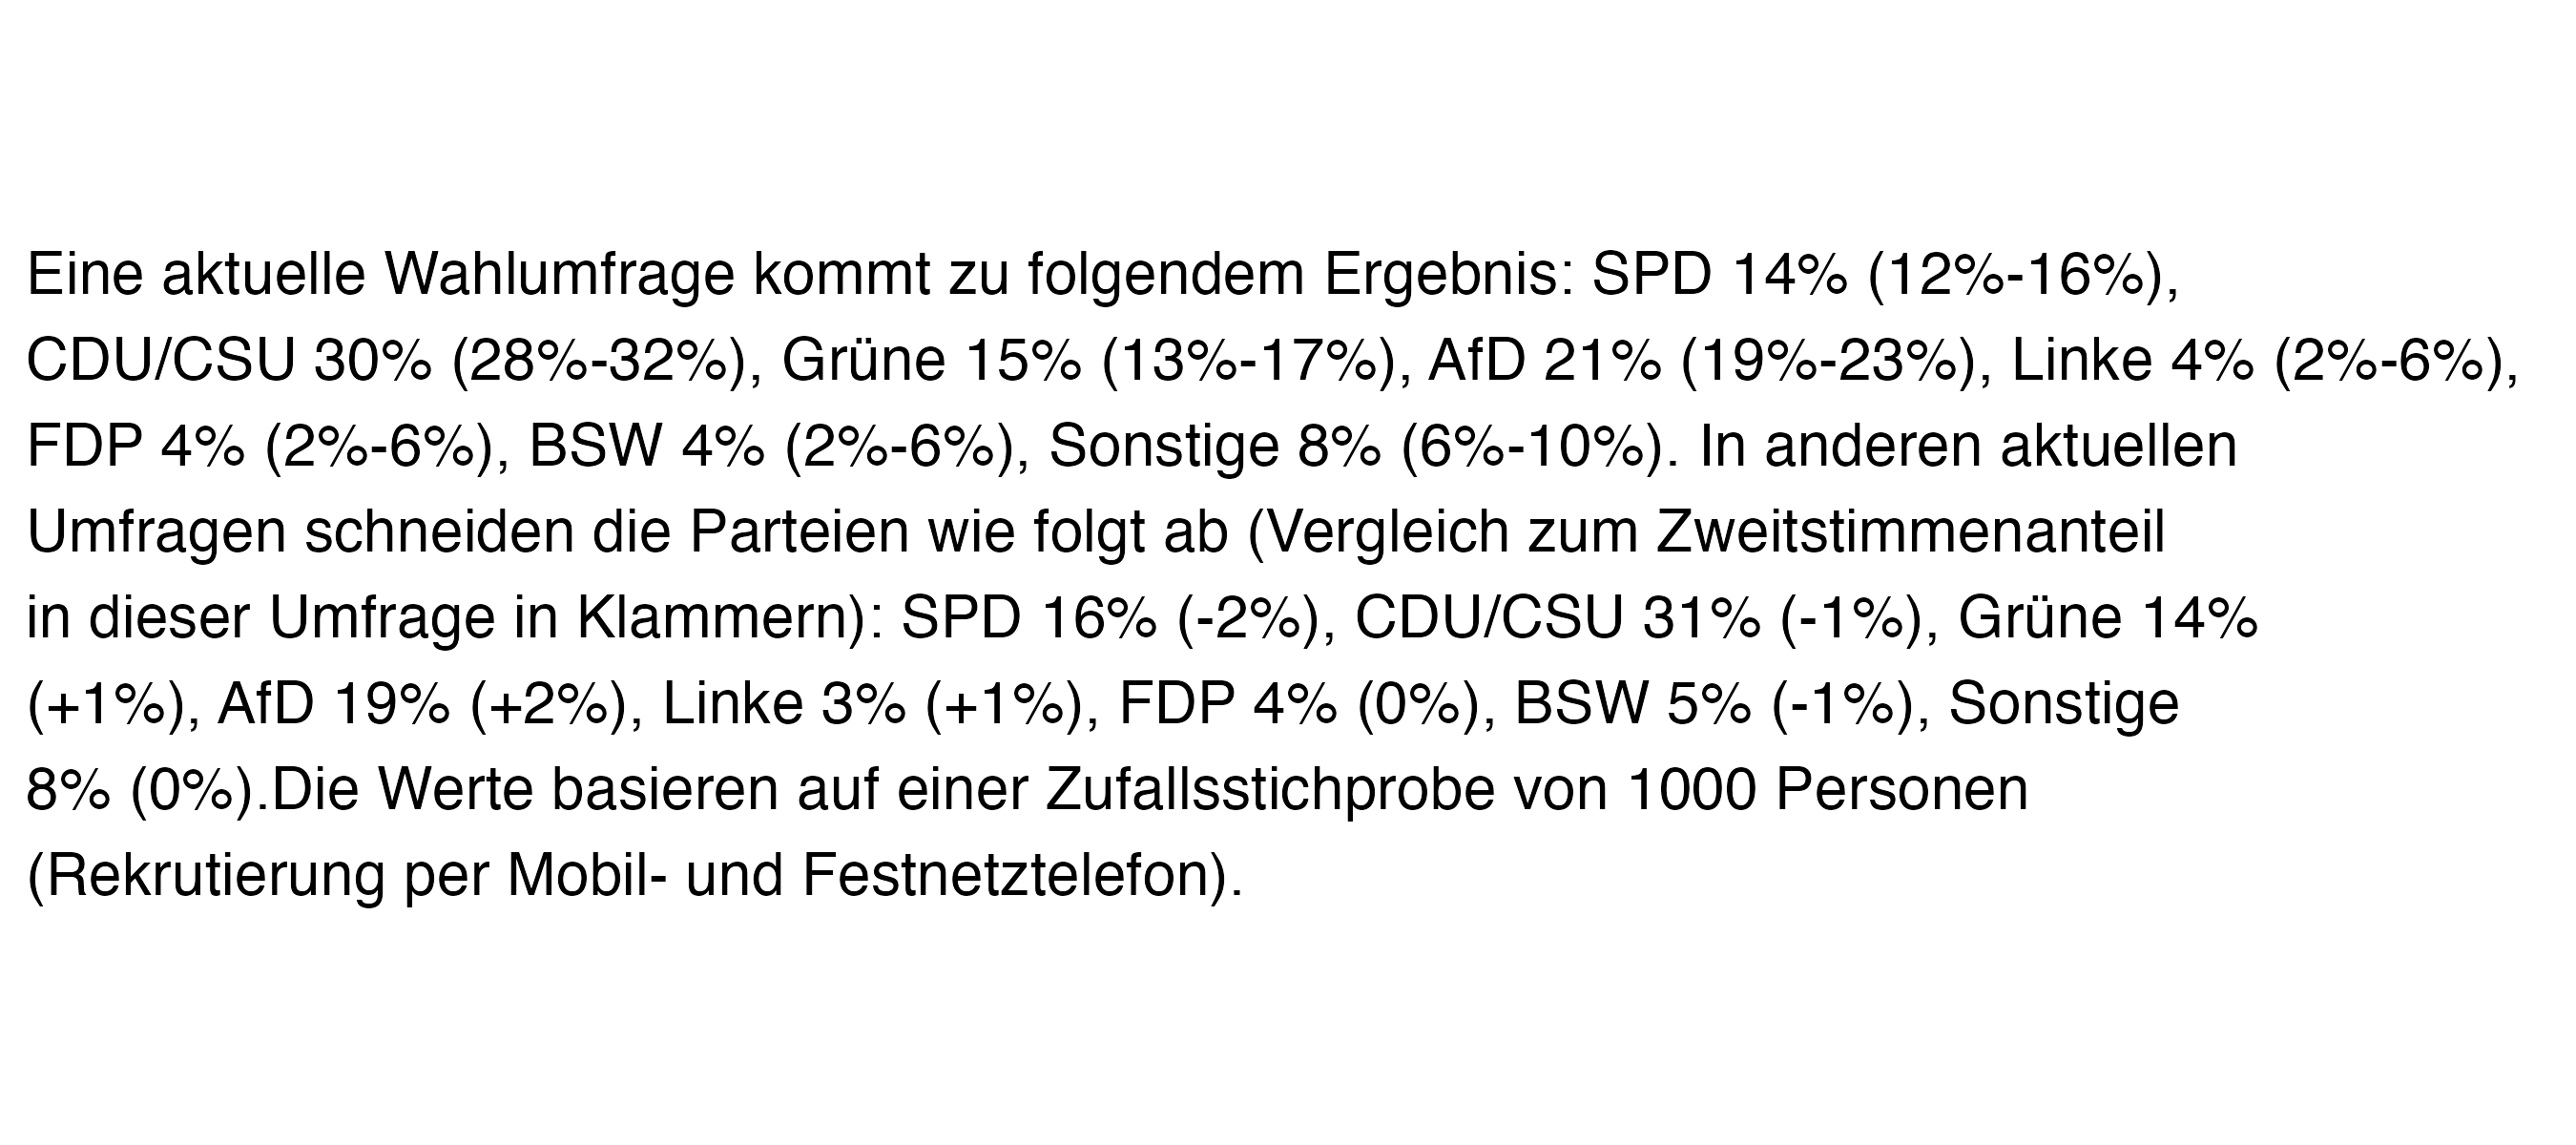 Eine aktuelle Wahlumfrage kommt zu folgendem Ergebnis: SPD 14% (12%-16%),
CDU/CSU 30% (28%-32%), Grüne 15% (13%-17%), AfD 21% (19%-23%), Linke 4% (2%-6%),
FDP 4% (2%-6%), BSW 4% (2%-6%), Sonstige 8% (6%-10%). In anderen aktuellen
Umfragen schneiden die Parteien wie folgt ab (Vergleich zum Zweitstimmenanteil
in dieser Umfrage in Klammern): SPD 16% (-2%), CDU/CSU 31% (-1%), Grüne 14%
(+1%), AfD 19% (+2%), Linke 3% (+1%), FDP 4% (0%), BSW 5% (-1%), Sonstige
8% (0%).Die Werte basieren auf einer Zufallsstichprobe von 1000 Personen
(Rekrutierung per Mobil- und Festnetztelefon).